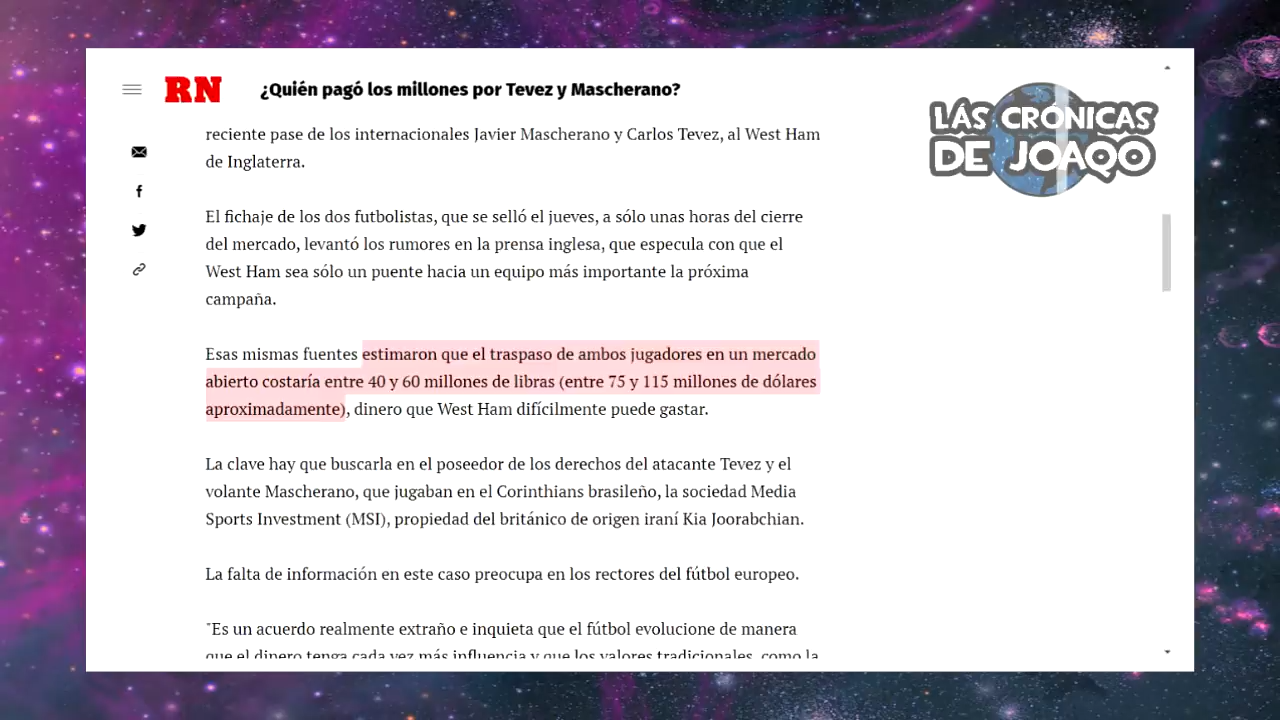 RN
¿Quién pagó los millones por Tevez y Mascherano?
LÁS CRÓNICAS
DE JOAQO
reciente pase de los internacionales Javier Mascherano y Carlos Tevez, al West Ham
de Inglaterra.
El fichaje de los dos futbolistas, que se selló el jueves, a sólo unas horas del cierre
del mercado, levantó los rumores en la prensa inglesa, que especula con que el
West Ham sea sólo un puente hacia un equipo más importante la próxima
campaña.
Esas mismas fuentes estimaron que el traspaso de ambos jugadores en un mercado
abierto costaría entre 40 y 60 millones de libras (entre 75 y 115 millones de dólares
aproximadamente), dinero que West Ham difícilmente puede gastar.
La clave hay que buscarla en el poseedor de los derechos del atacante Tevez y el
volante Mascherano, que jugaban en el Corinthians brasileño, la sociedad Media
Sports Investment (MSI), propiedad del británico de origen iraní Kia Joorabchian.
La falta de información en este caso preocupa en los rectores del fútbol europeo.
"Es un acuerdo realmente extraño e inquieta que el fútbol evolucione de manera
que el dinero tenga cada vez más influencia y que los valores tradicionales, como la